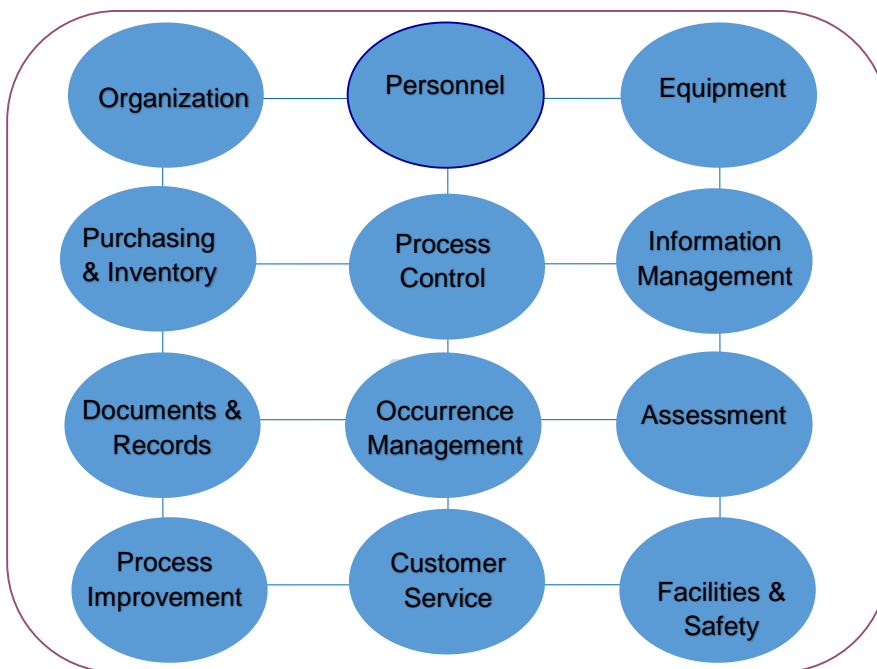 Organization
Personnel
Equipment
Purchasing
& Inventory
Process
Control
Information
Management
Documents &
Records
Occurrence
Management
Assessment
Process
Improvement
Customer
Service
Facilities &
Safety